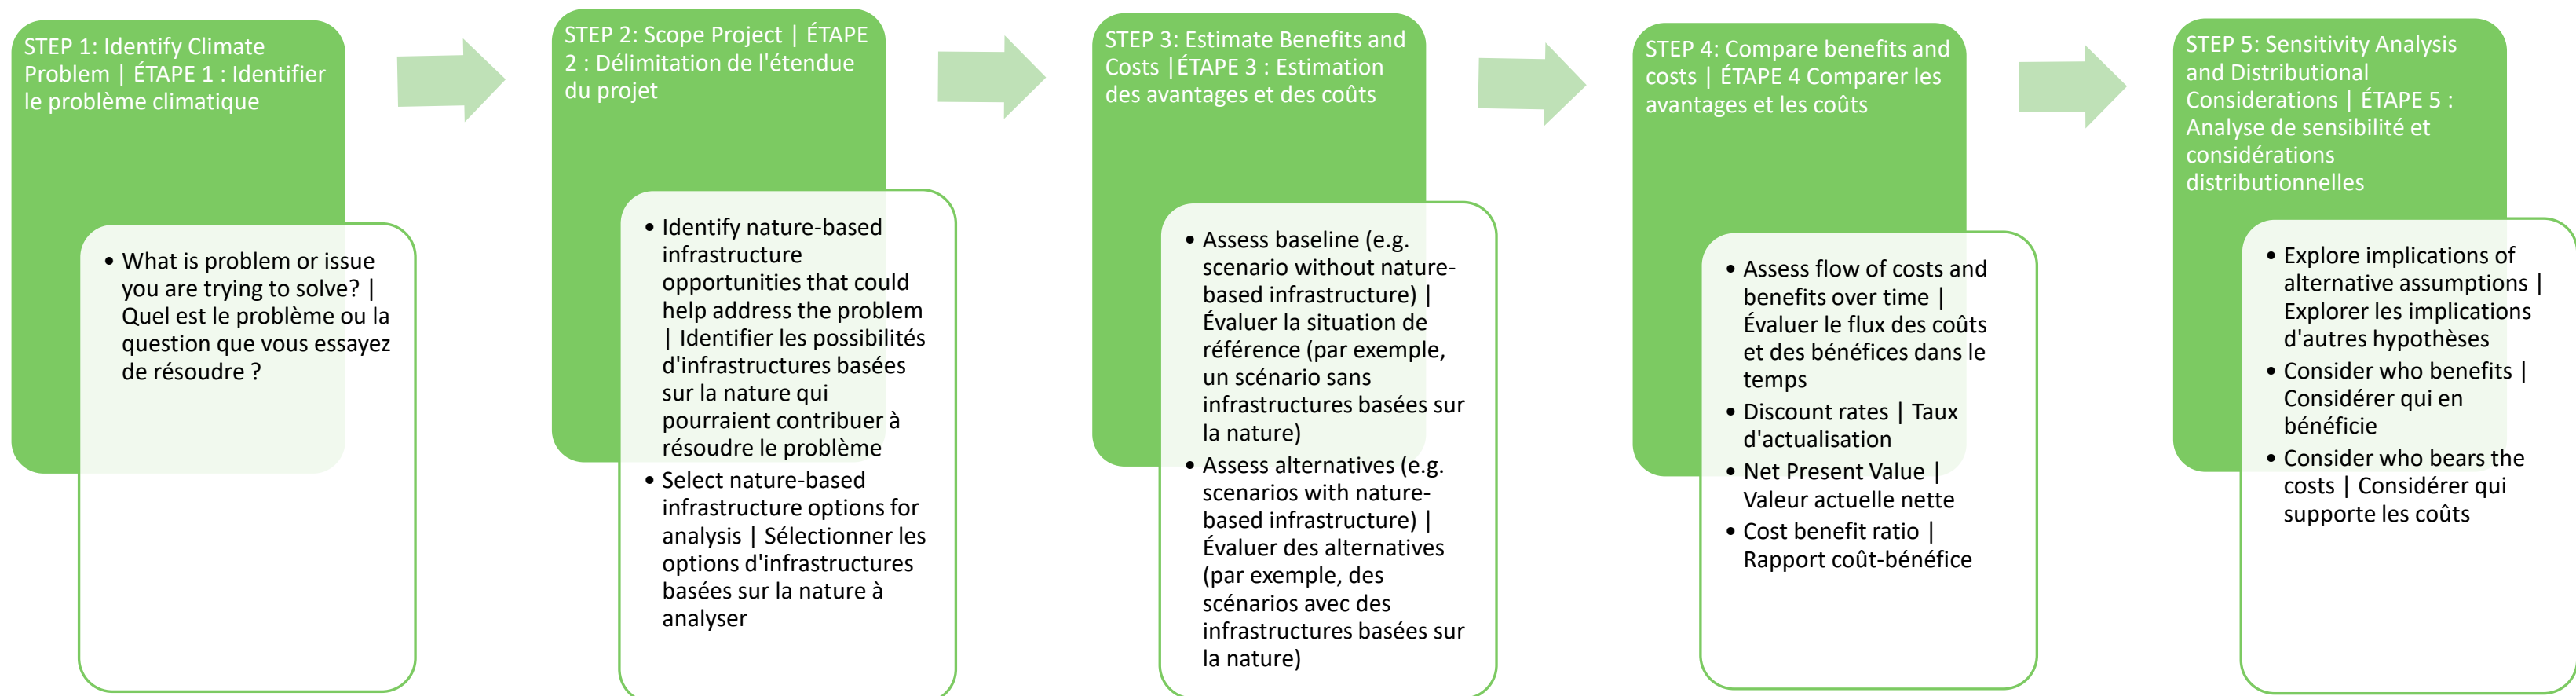 STEP 1: Identify Climate
Problem | ÉTAPE 1 : Identifier
le problème climatique
• What is problem or issue
you are trying to solve? |
Quel est le problème ou la
question que vous essayez
de résoudre ?
STEP 2: Scope Project | ÉTAPE
2 : Délimitation de l'étendue
du projet
• Identify nature-based
infrastructure
opportunities that could
help address the problem
| Identifier les possibilités
d'infrastructures basées
sur la nature qui
pourraient contribuer à
résoudre le problème
• Select nature-based
infrastructure options for
analysis | Sélectionner les
options d'infrastructures
basées sur la nature à
analyser
STEP 3: Estimate Benefits and
Costs |ÉTAPE 3 : Estimation
des avantages et des coûts
• Assess baseline (e.g.
scenario without nature-
based infrastructure) |
Évaluer la situation de
référence (par exemple,
un scénario sans
infrastructures basées sur
la nature)
• Assess alternatives (e.g.
scenarios with nature-
based infrastructure) |
Évaluer des alternatives
(par exemple, des
scénarios avec des
infrastructures basées sur
la nature)
STEP 4: Compare benefits and
costs | ÉTAPE 4 Comparer les
avantages et les coûts
• Assess flow of costs and
benefits over time |
Évaluer le flux des coûts
et des bénéfices dans le
temps
• Discount rates | Taux
d'actualisation
• Net Present Value |
Valeur actuelle nette
• Cost benefit ratio |
Rapport coût-bénéfice
STEP 5: Sensitivity Analysis
and Distributional
Considerations | ÉTAPE 5 :
Analyse de sensibilité et
considérations
distributionnelles
• Explore implications of
alternative assumptions |
Explorer les implications
d'autres hypothèses
• Consider who benefits |
Considérer qui en
bénéficie
• Consider who bears the
costs | Considérer qui
supporte les coûts